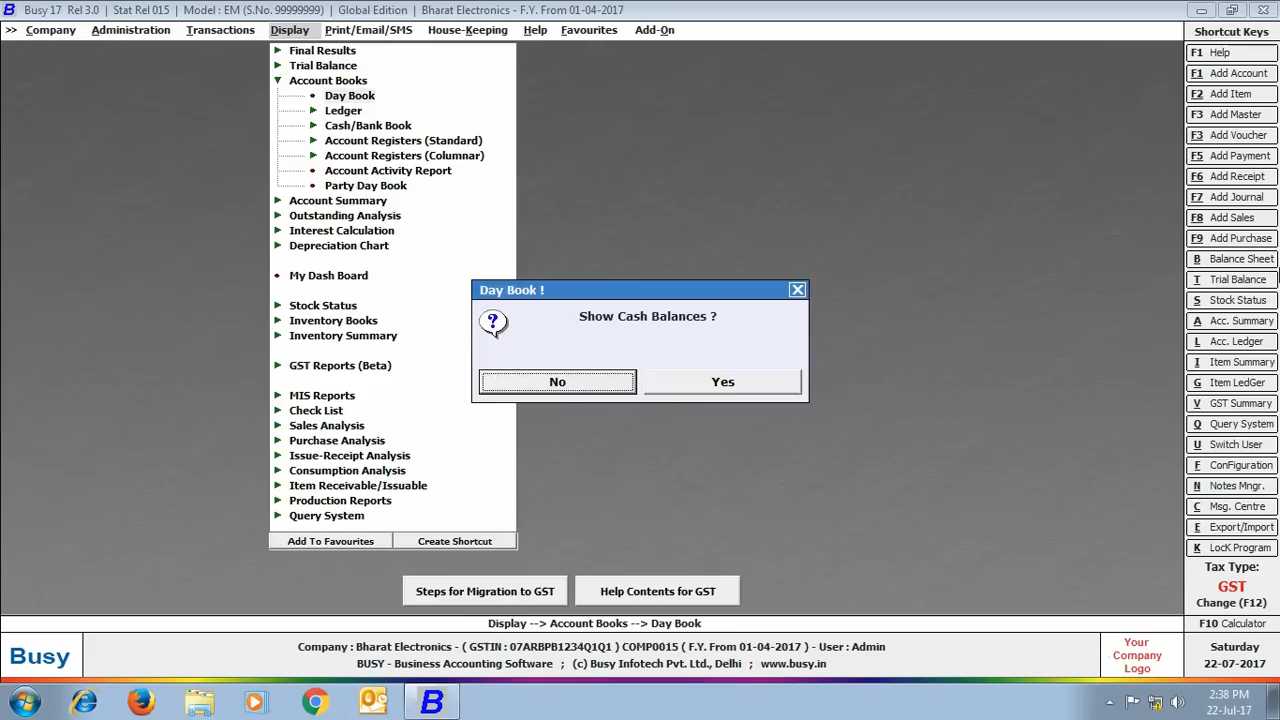 Busy 17 Rel 3.0 | Stat Rel 015 | Model : EM (S.No. 99999999) | Global Edition | Bharat Electronics - F.Y. From 01-04-2017
>> Company Administration Transactions Display Print/Email/SMS House-Keeping Help Favourites Add-On
Final Results
Trial Balance
Account Books
Day Book
Ledger
Cash/Bank Book
Account Registers (Standard)
Account Registers (Columnar)
Account Activity Report
Party Day Book
Account Summary
Outstanding Analysis
Interest Calculation
Depreciation Chart
My Dash Board
Stock Status
Inventory Books
Inventory Summary
GST Reports (Beta)
MIS Reports
Check List
Sales Analysis
Purchase Analysis
Issue-Receipt Analysis
Consumption Analysis
Item Receivable/Issuable
Production Reports
Query System
Add To Favourites Create Shortcut
Day Book !
Show Cash Balances ?
No Yes
Steps for Migration to GST Help Contents for GST
Shortcut Keys
F1 Help
F1 Add Account
F2 Add Item
F3 Add Master
F3 Add Voucher
F5 Add Payment
F6 Add Receipt
F7 Add Journal
F8 Add Sales
F9 Add Purchase
B Balance Sheet
T Trial Balance
S Stock Status
A Acc. Summary
L Acc. Ledger
I Item Summary
G Item LedGer
V GST Summary
Q Query System
U Switch User
F ConFiguration
N Notes Mngr.
C Msg. Centre
E Export/Import
K LocK Program
Tax Type:
GST
Change (F12)
F10 Calculator
Display --> Account Books --> Day Book
Busy
Company : Bharat Electronics - ( GSTIN : 07ARBPB1234Q1Q1 ) COMP0015 ( F.Y. From 01-04-2017 ) - User : Admin
BUSY - Business Accounting Software ; (c) Busy Infotech Pvt. Ltd., Delhi ; www.busy.in
Your
Company
Logo
Saturday
22-07-2017
2:38 PM
22-Jul-17